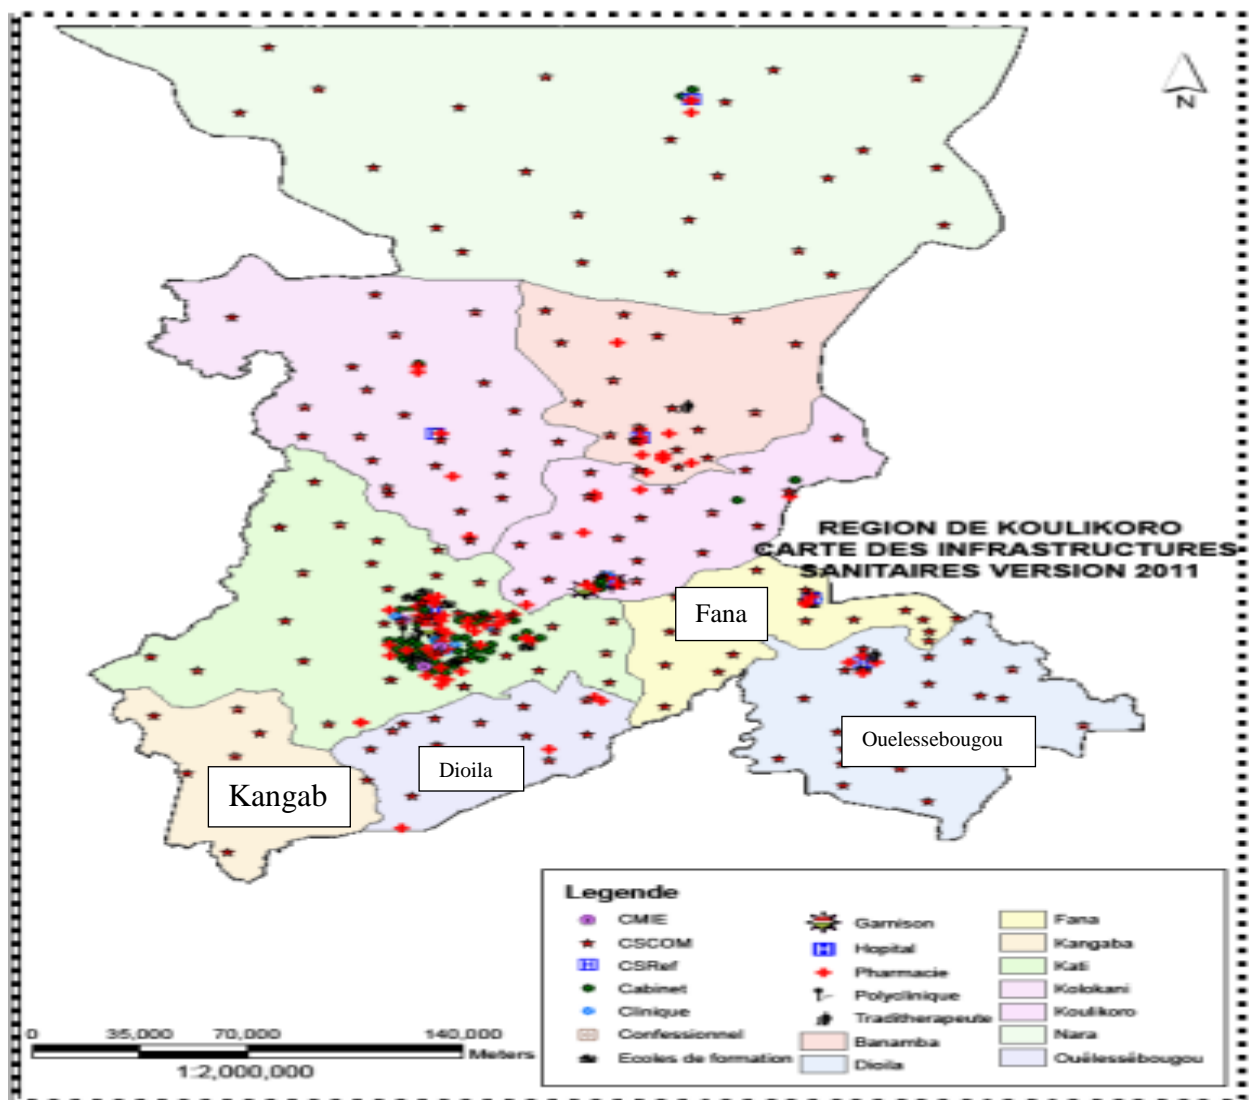 N
REGION DE KOULIKORO
CARTE DES INFRASTRUCTURES
SANITAIRES VERSION 2011
Fana
Ouelessebougou
Dioila
Kangab
Legende
CMIE
CSCOM
CSRef
Cabinet
Clinique
Confessionnel
Ecoles de formation
Garnison
Hopital
Pharmacie
Polyclinique
Traditherapeute
Banamba
Dioila
Fana
Kangaba
Kati
Kolokani
Koulikoro
Nara
Ouélessébougou
0 35,000 70,000 140,000
Meters
1:2,000,000